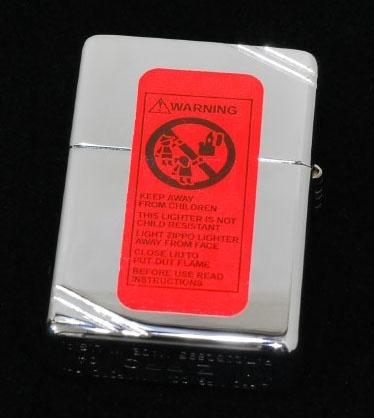 WARNING
KEEP AWAY
FROM CHILDREN
THIS LIGHTER IS NOT
CHILD RESISTANT
LIGHT ZIPPO LIGHTER
AWAY FROM FACE
CLOSE LID TO
PUT OUT FLAME
BEFORE USE READ
INSTRUCTIONS